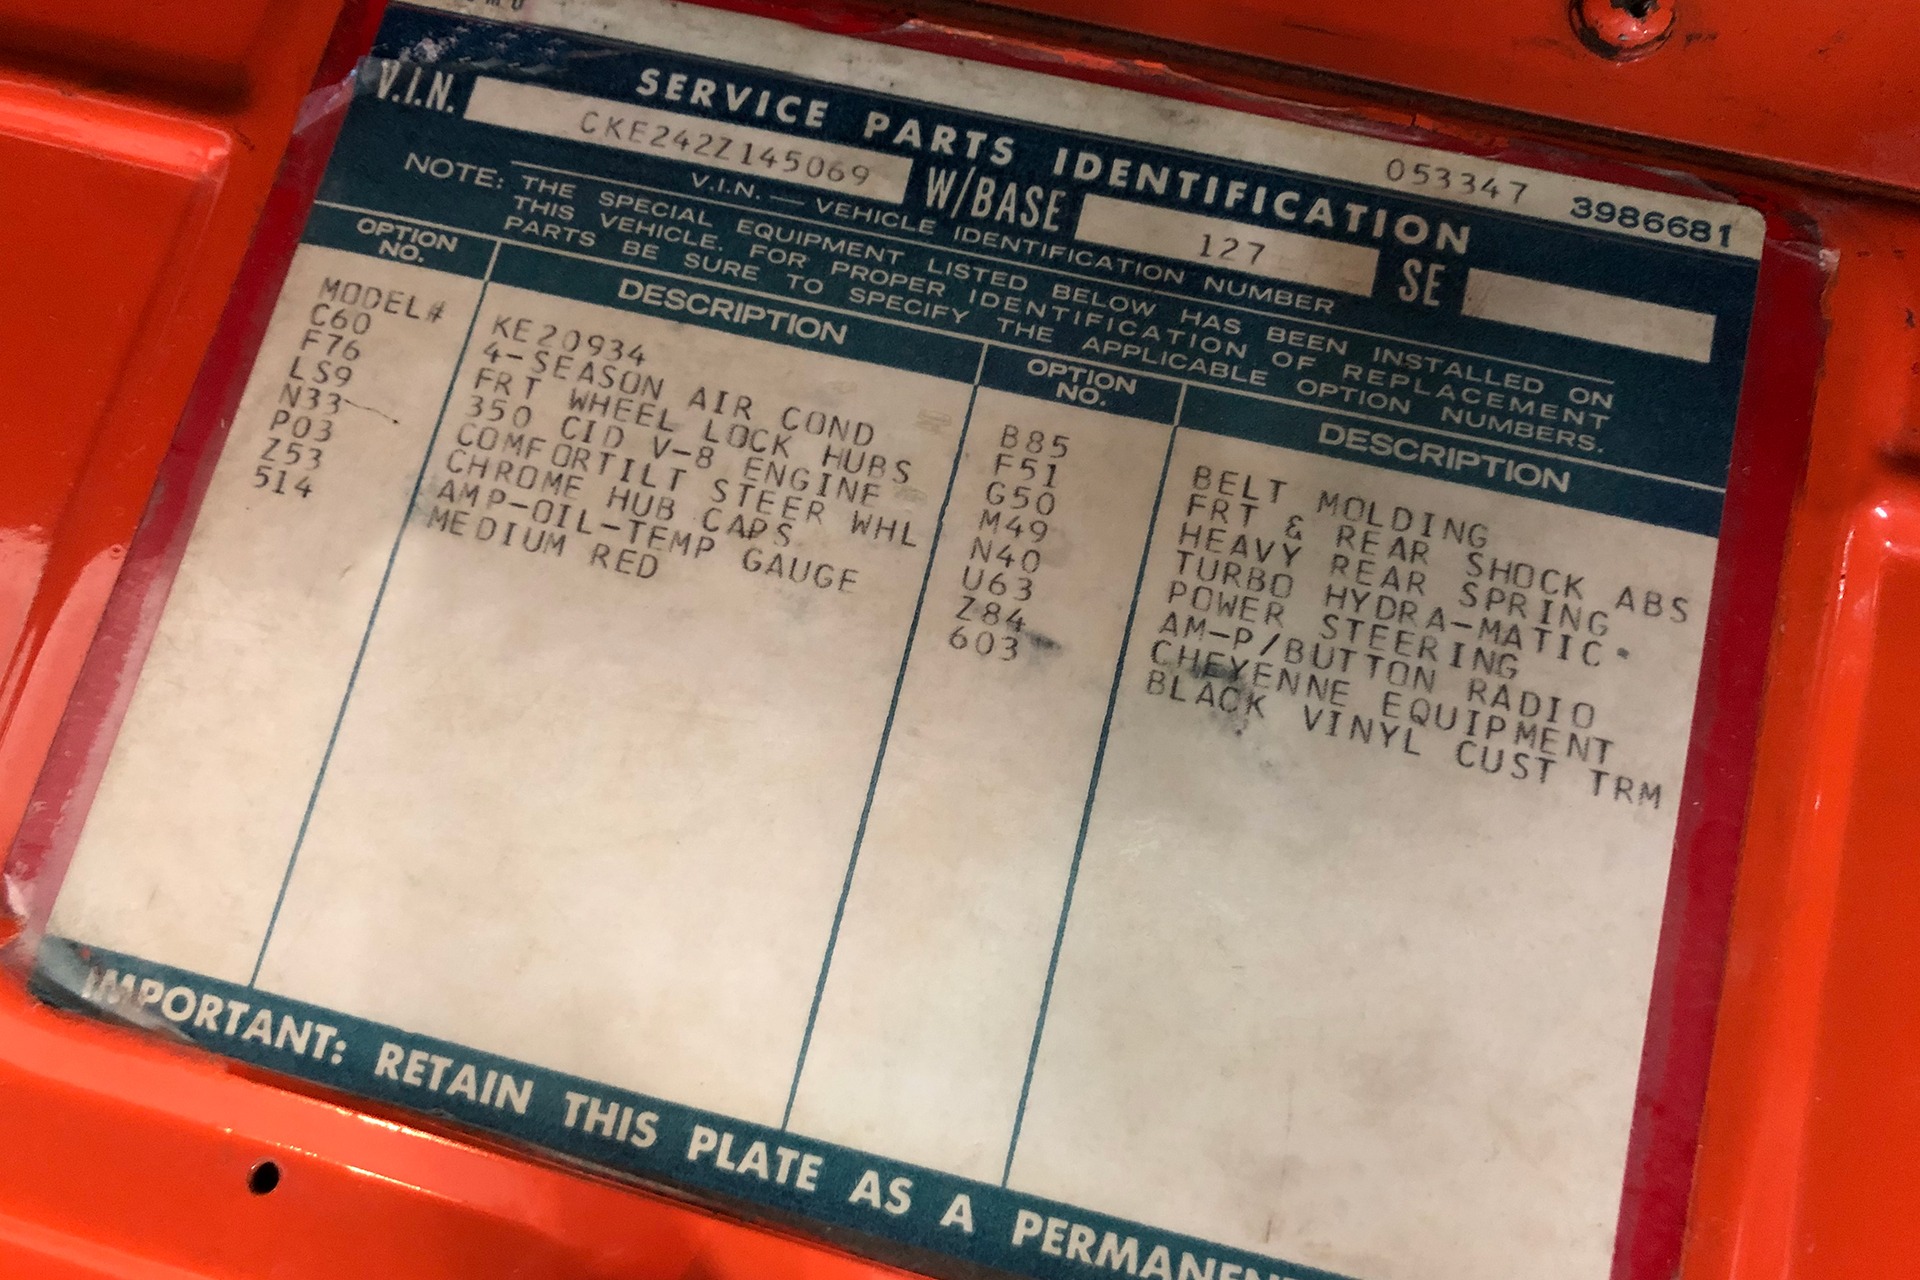 053347 3986681
SERVICE PARTS IDENTIFICATION
V.I.N. CKE242Z145069 W/BASE 127 SE
V.I.N. — VEHICLE IDENTIFICATION NUMBER
NOTE: THE SPECIAL EQUIPMENT LISTED BELOW HAS BEEN INSTALLED ON
THIS VEHICLE. FOR PROPER IDENTIFICATION OF REPLACEMENT
PARTS BE SURE TO SPECIFY THE APPLICABLE OPTION NUMBERS.
OPTION NO. DESCRIPTION
MODEL# KE20934
C60 4-SEASON AIR COND
F76 FRT WHEEL LOCK HUBS
LS9 350 CID V-8 ENGINE
N33 COMFORTILT STEER WHL
P03 CHROME HUB CAPS
Z53 AMP-OIL-TEMP GAUGE
514 MEDIUM RED
OPTION NO. DESCRIPTION
B85 BELT MOLDING
F51 FRT & REAR SHOCK ABS
G50 HEAVY REAR SPRING
M49 TURBO HYDRA-MATIC
N40 POWER STEERING
U63 AM-P/BUTTON RADIO
Z84 CHEYENNE EQUIPMENT
603 BLACK VINYL CUST TRM
IMPORTANT: RETAIN THIS PLATE AS A PERMANEN